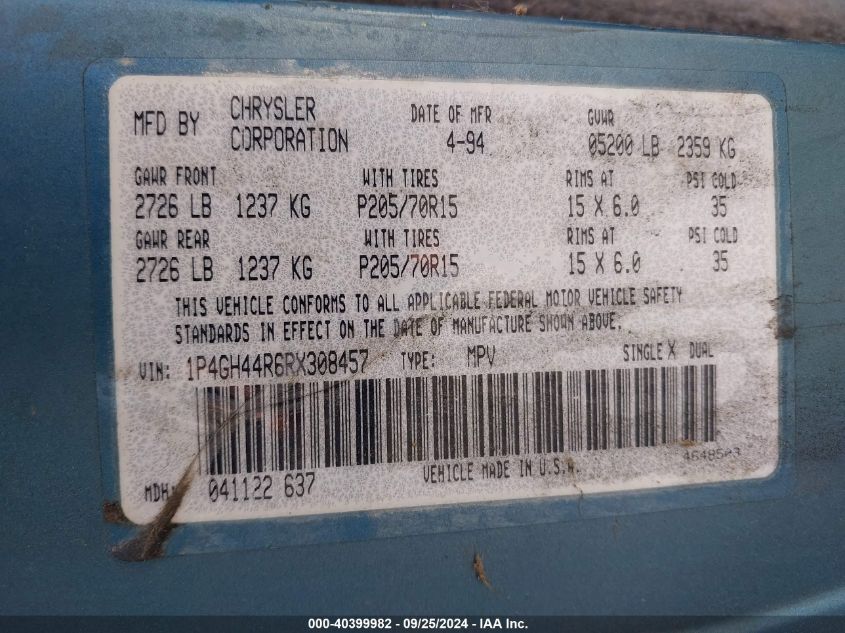 MFD BY CHRYSLER CORPORATION DATE OF MFR 4-94 GVWR 05200 LB 2359 KG
GAWR FRONT WITH TIRES RIMS AT PSI COLD
2726 LB 1237 KG P205/70R15 15 X 6.0 35
GAWR REAR WITH TIRES RIMS AT PSI COLD
2726 LB 1237 KG P205/70R15 15 X 6.0 35
THIS VEHICLE CONFORMS TO ALL APPLICABLE FEDERAL MOTOR VEHICLE SAFETY
STANDARDS IN EFFECT ON THE DATE OF MANUFACTURE SHOWN ABOVE.
VIN: 1P4GH44R6RX308457 TYPE: MPV SINGLE X DUAL
MDH: 041122 637 VEHICLE MADE IN U.S.A. 4648503
000-40399982 - 09/25/2024 - IAA Inc.